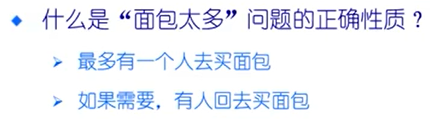 什么是“面包太多”问题的正确性质？
最多有一个人去买面包
如果需要，有人回去买面包